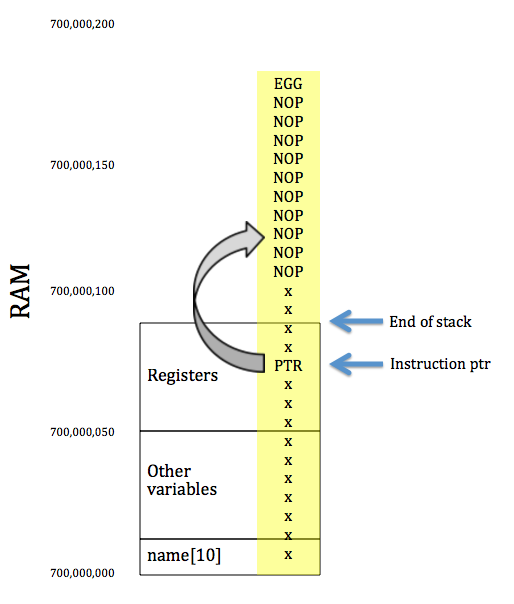 700,000,200
EGG
NOP
NOP
NOP
700,000,150
NOP
NOP
NOP
NOP
NOP
NOP
NOP
RAM
700,000,100
x
x
End of stack
x
x
PTR
Instruction ptr
Registers
x
x
x
700,000,050
x
x
Other
variables
x
x
x
x
name[10]
x
700,000,000